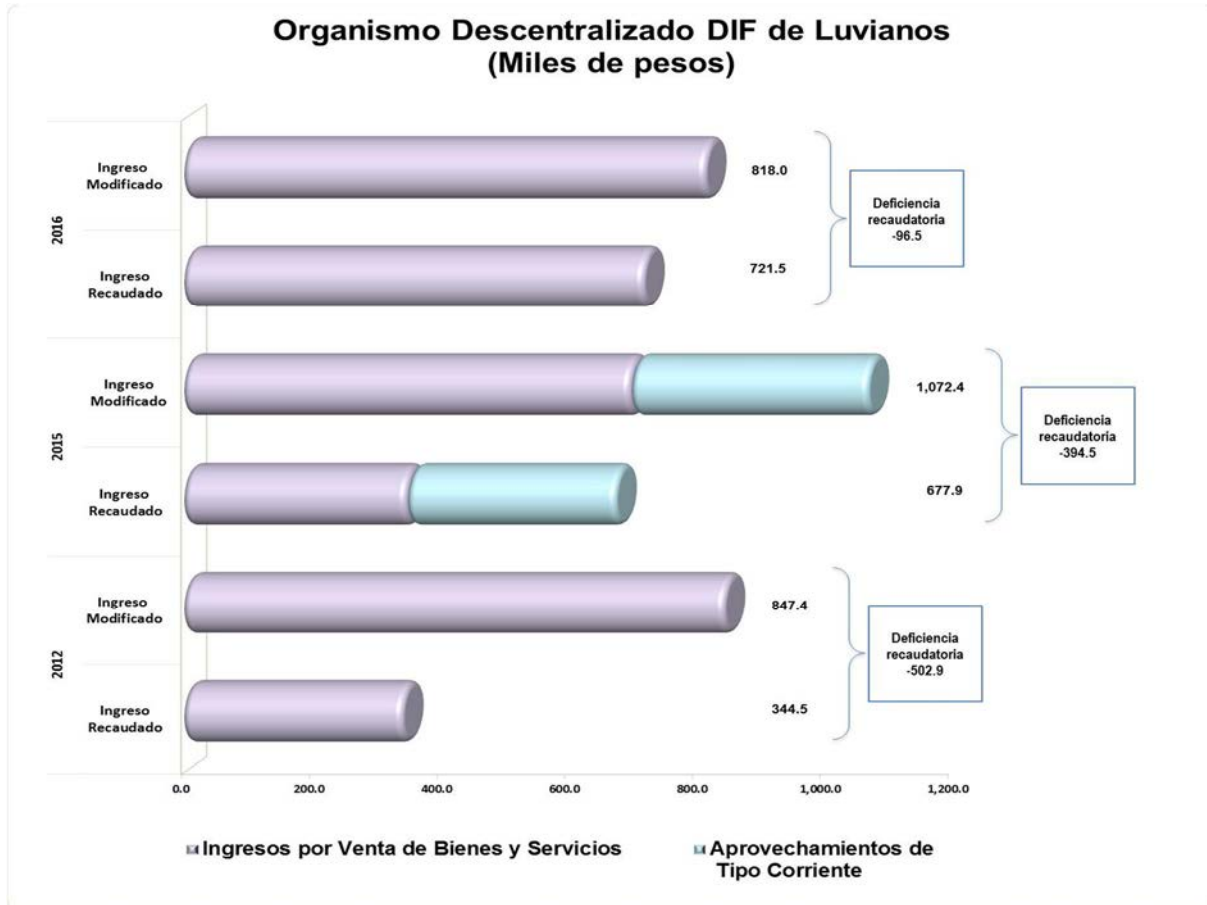 Organismo Descentralizado DIF de Luvianos
(Miles de pesos)
2016
Ingreso
Modificado
818.0
Ingreso
Recaudado
721.5
Deficiencia
recaudatoria
-96.5
2015
Ingreso
Modificado
1,072.4
Ingreso
Recaudado
677.9
Deficiencia
recaudatoria
-394.5
2012
Ingreso
Modificado
847.4
Ingreso
Recaudado
344.5
Deficiencia
recaudatoria
-502.9
0.0 200.0 400.0 600.0 800.0 1,000.0 1,200.0
Ingresos por Venta de Bienes y Servicios
Aprovechamientos de
Tipo Corriente